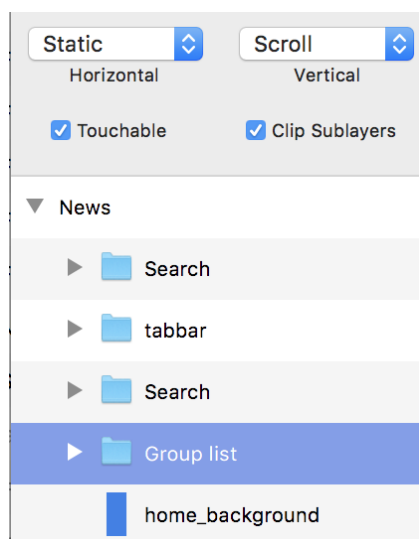 Static Scroll
Horizontal Vertical
Touchable Clip Sublayers
News
Search
tabbar
Search
Group list
home_background